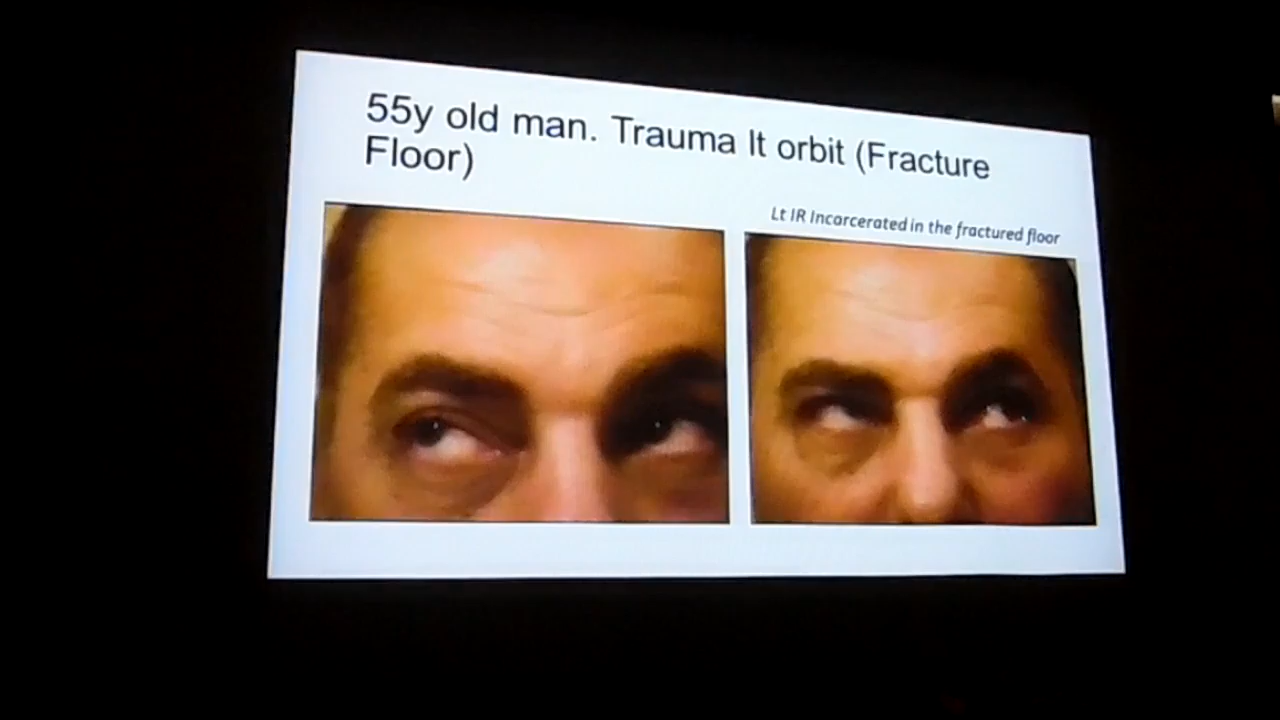 55y old man. Trauma lt orbit (Fracture
Floor)
Lt IR Incarcerated in the fractured floor